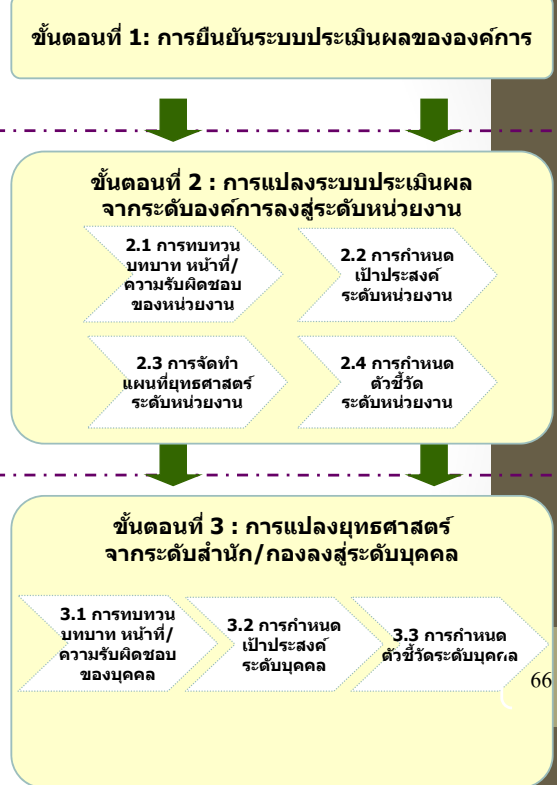 ขั้นตอนที่ 1: การยืนยันระบบประเมินผลขององค์การ
ขั้นตอนที่ 2 : การแปลงระบบประเมินผล
จากระดับองค์การลงสู่ระดับหน่วยงาน
2.1 การทบทวน
บทบาท หน้าที่/
ความรับผิดชอบ
ของหน่วยงาน
2.2 การกำหนด
เป้าประสงค์
ระดับหน่วยงาน
2.3 การจัดทำ
แผนที่ยุทธศาสตร์
ระดับหน่วยงาน
2.4 การกำหนด
ตัวชี้วัด
ระดับหน่วยงาน
ขั้นตอนที่ 3 : การแปลงยุทธศาสตร์
จากระดับสำนัก/กองลงสู่ระดับบุคคล
3.1 การทบทวน
บทบาท หน้าที่/
ความรับผิดชอบ
ของบุคคล
3.2 การกำหนด
เป้าประสงค์
ระดับบุคคล
3.3 การกำหนด
ตัวชี้วัดระดับบุคคล
66